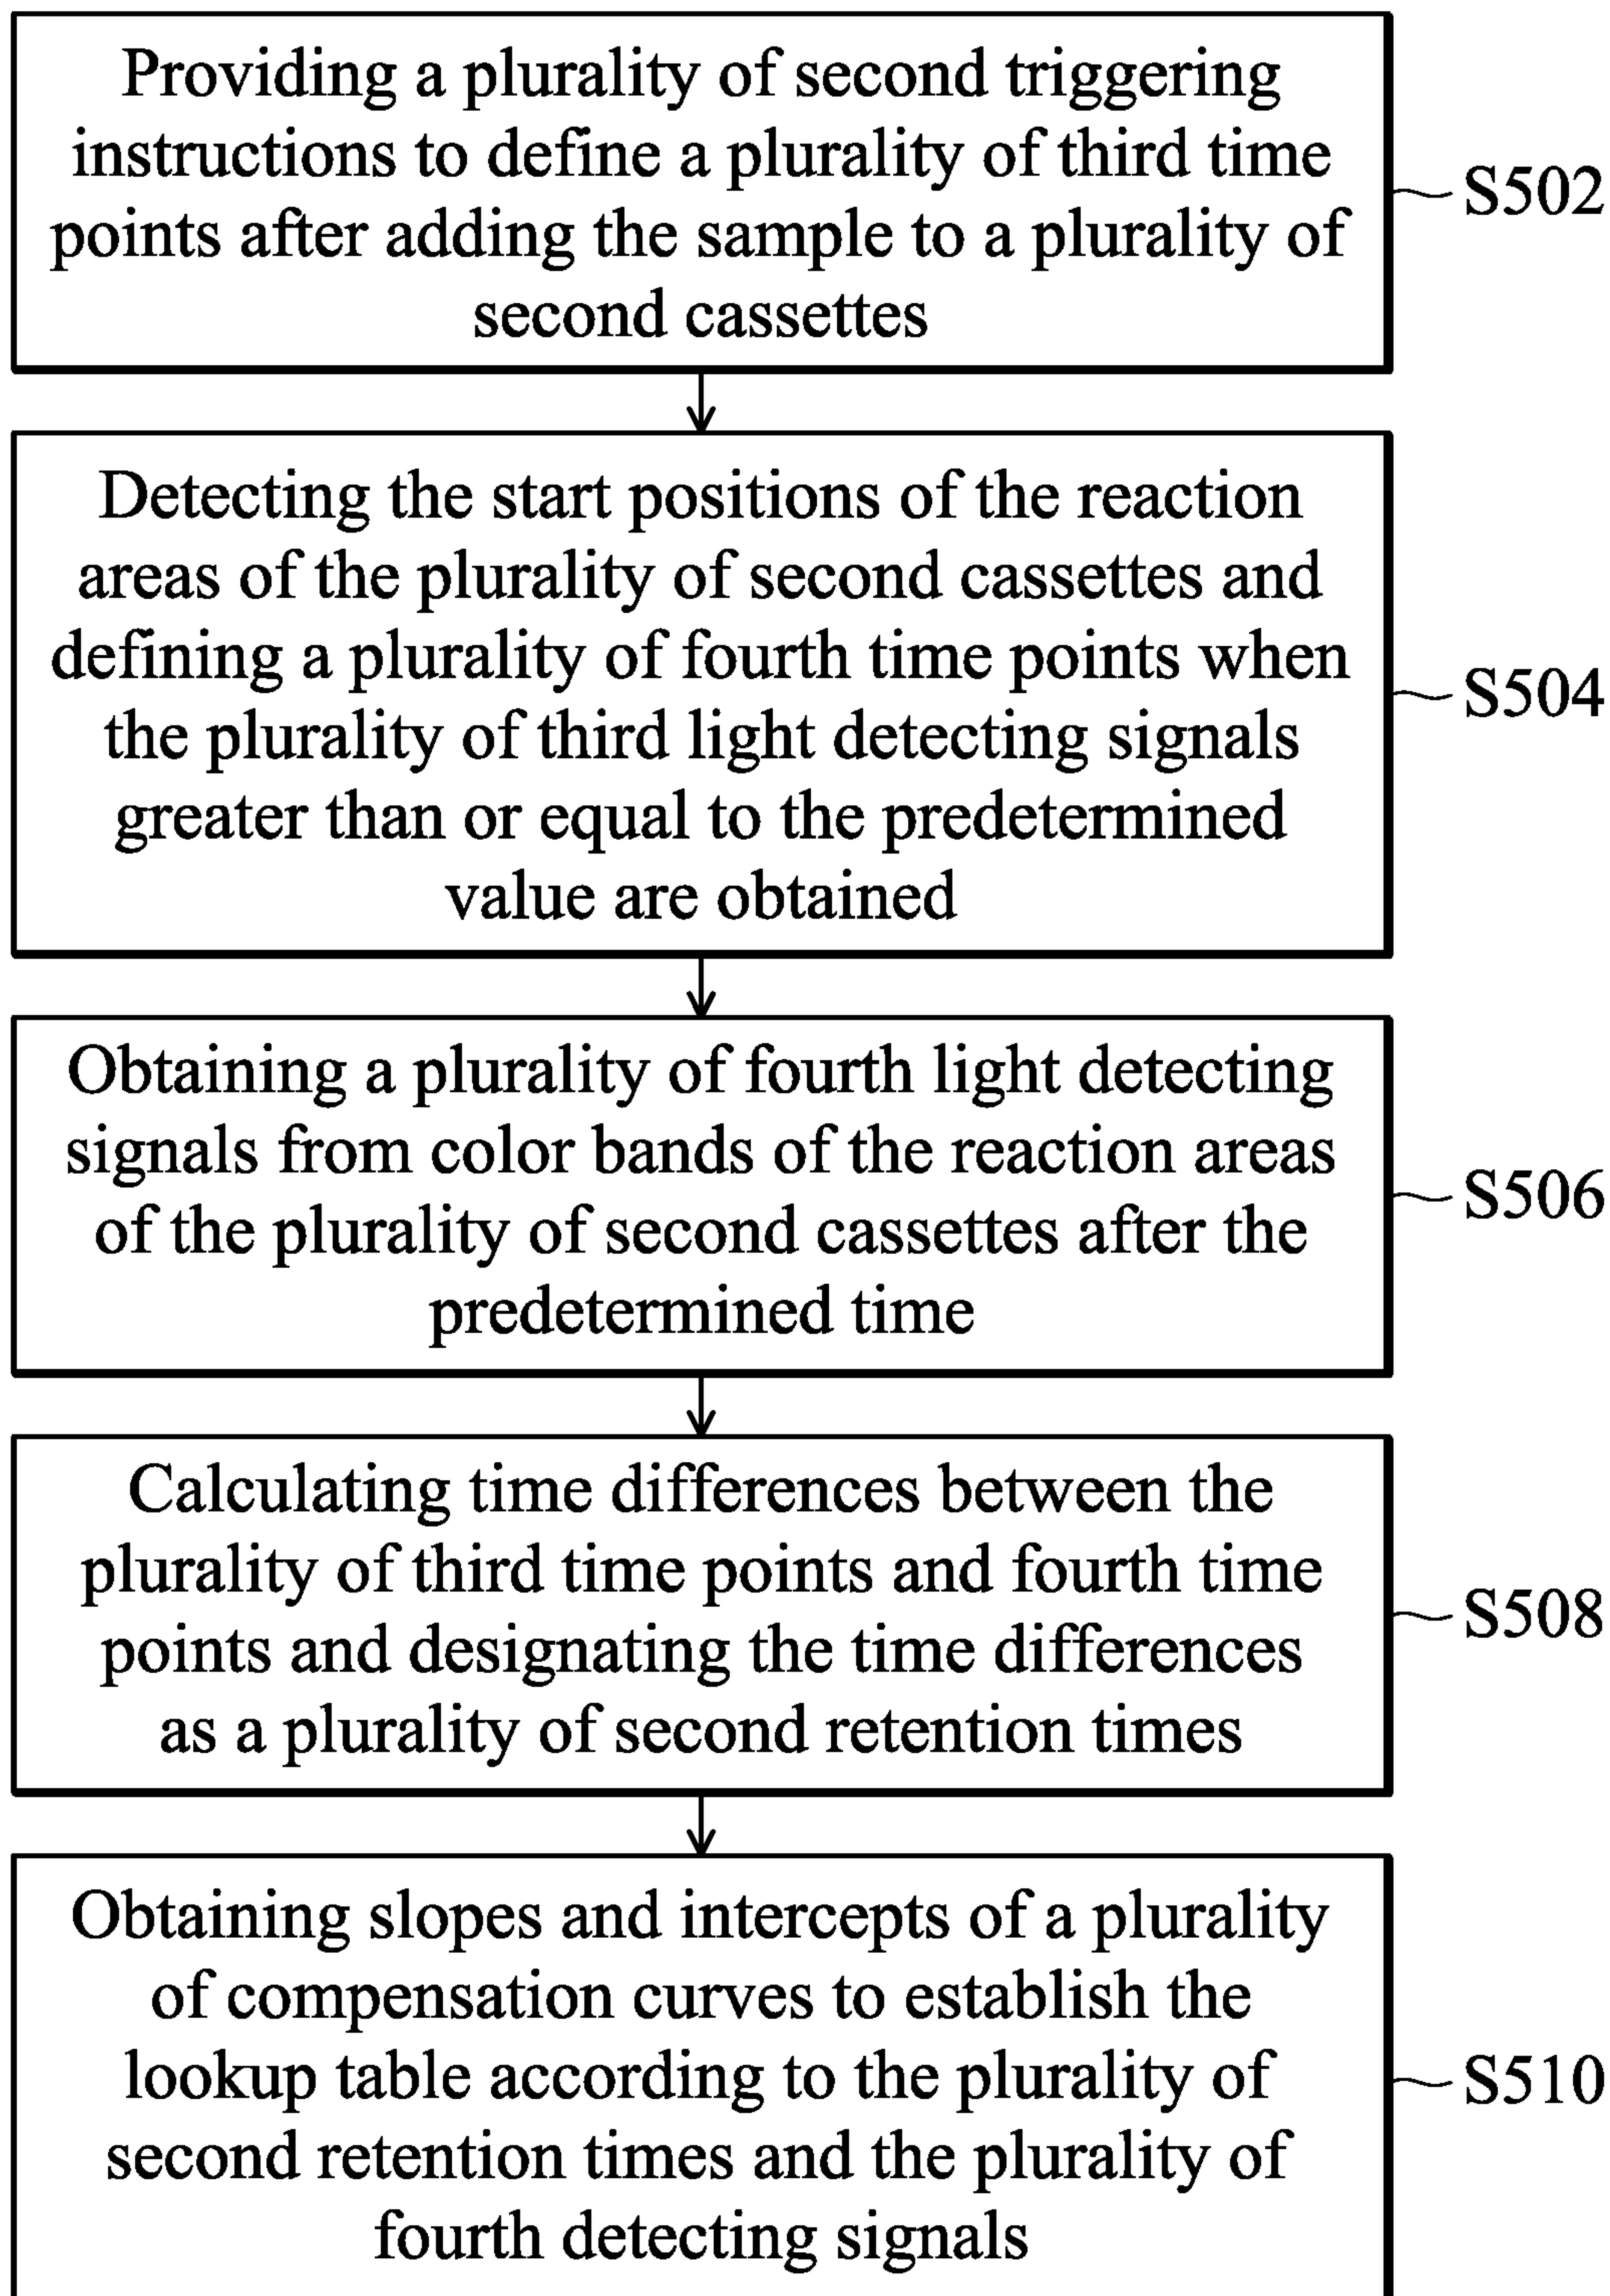 Providing a plurality of second triggering
instructions to define a plurality of third time
points after adding the sample to a plurality of
second cassettes
S502
Detecting the start positions of the reaction
areas of the plurality of second cassettes and
defining a plurality of fourth time points when
the plurality of third light detecting signals
greater than or equal to the predetermined
value are obtained
S504
Obtaining a plurality of fourth light detecting
signals from color bands of the reaction areas
of the plurality of second cassettes after the
predetermined time
S506
Calculating time differences between the
plurality of third time points and fourth time
points and designating the time differences
as a plurality of second retention times
S508
Obtaining slopes and intercepts of a plurality
of compensation curves to establish the
lookup table according to the plurality of
second retention times and the plurality of
fourth detecting signals
S510